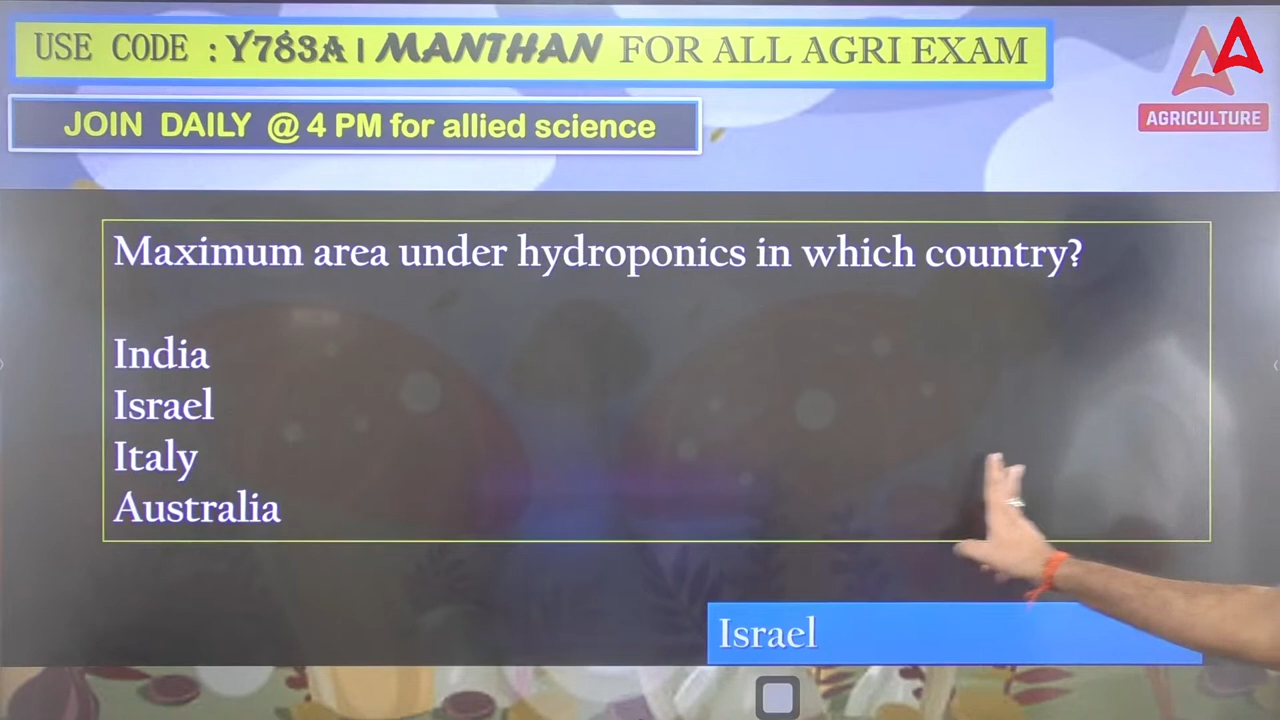 USE CODE : Y783A | MANTHAN FOR ALL AGRI EXAM
AGRICULTURE
JOIN DAILY @ 4 PM for allied science
Maximum area under hydroponics in which country?
India
Israel
Italy
Australia
Israel